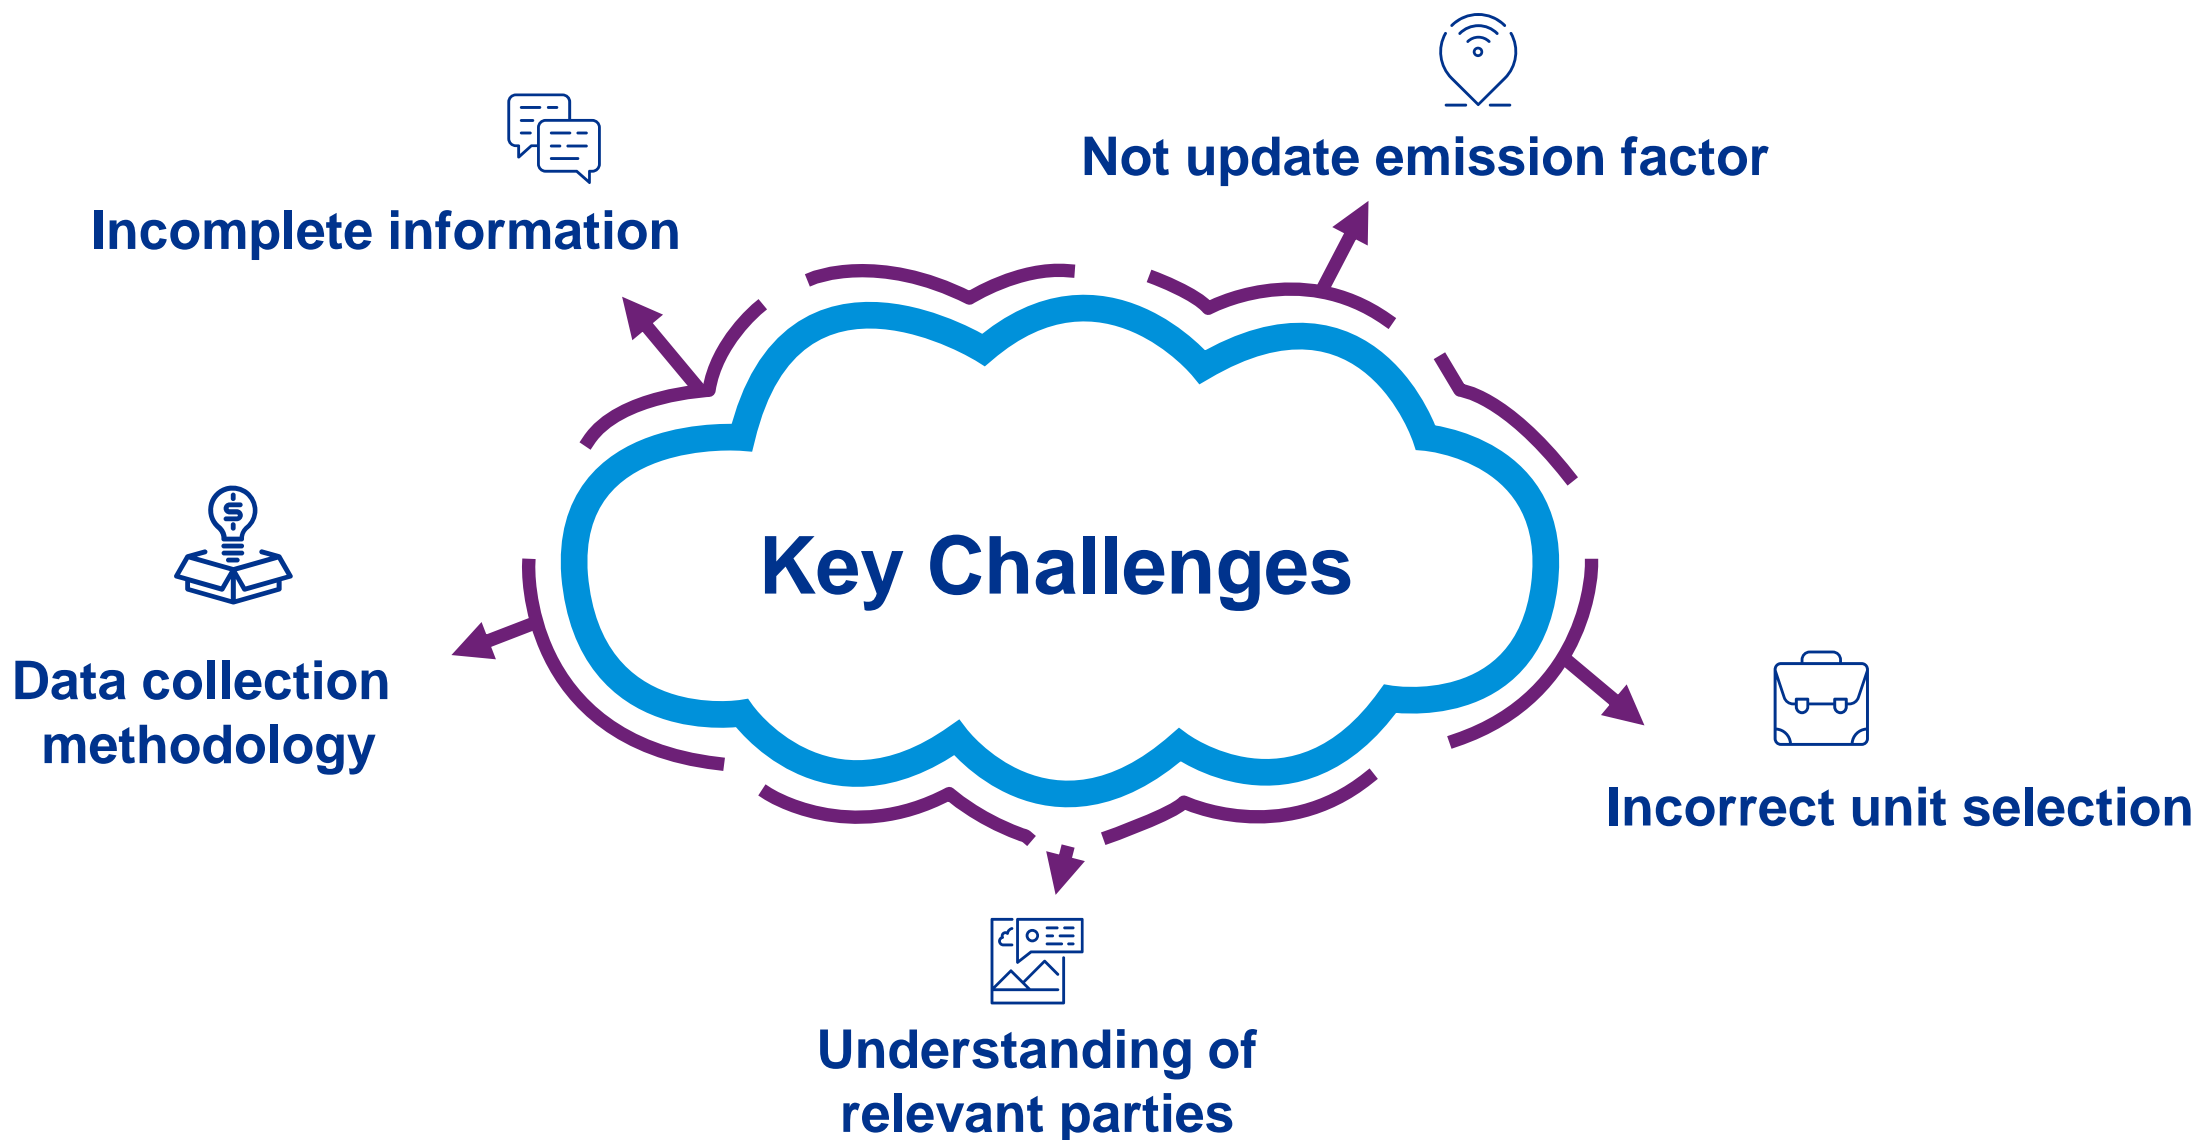 Not update emission factor
Incomplete information
Key Challenges
Data collection
methodology
Incorrect unit selection
Understanding of
relevant parties